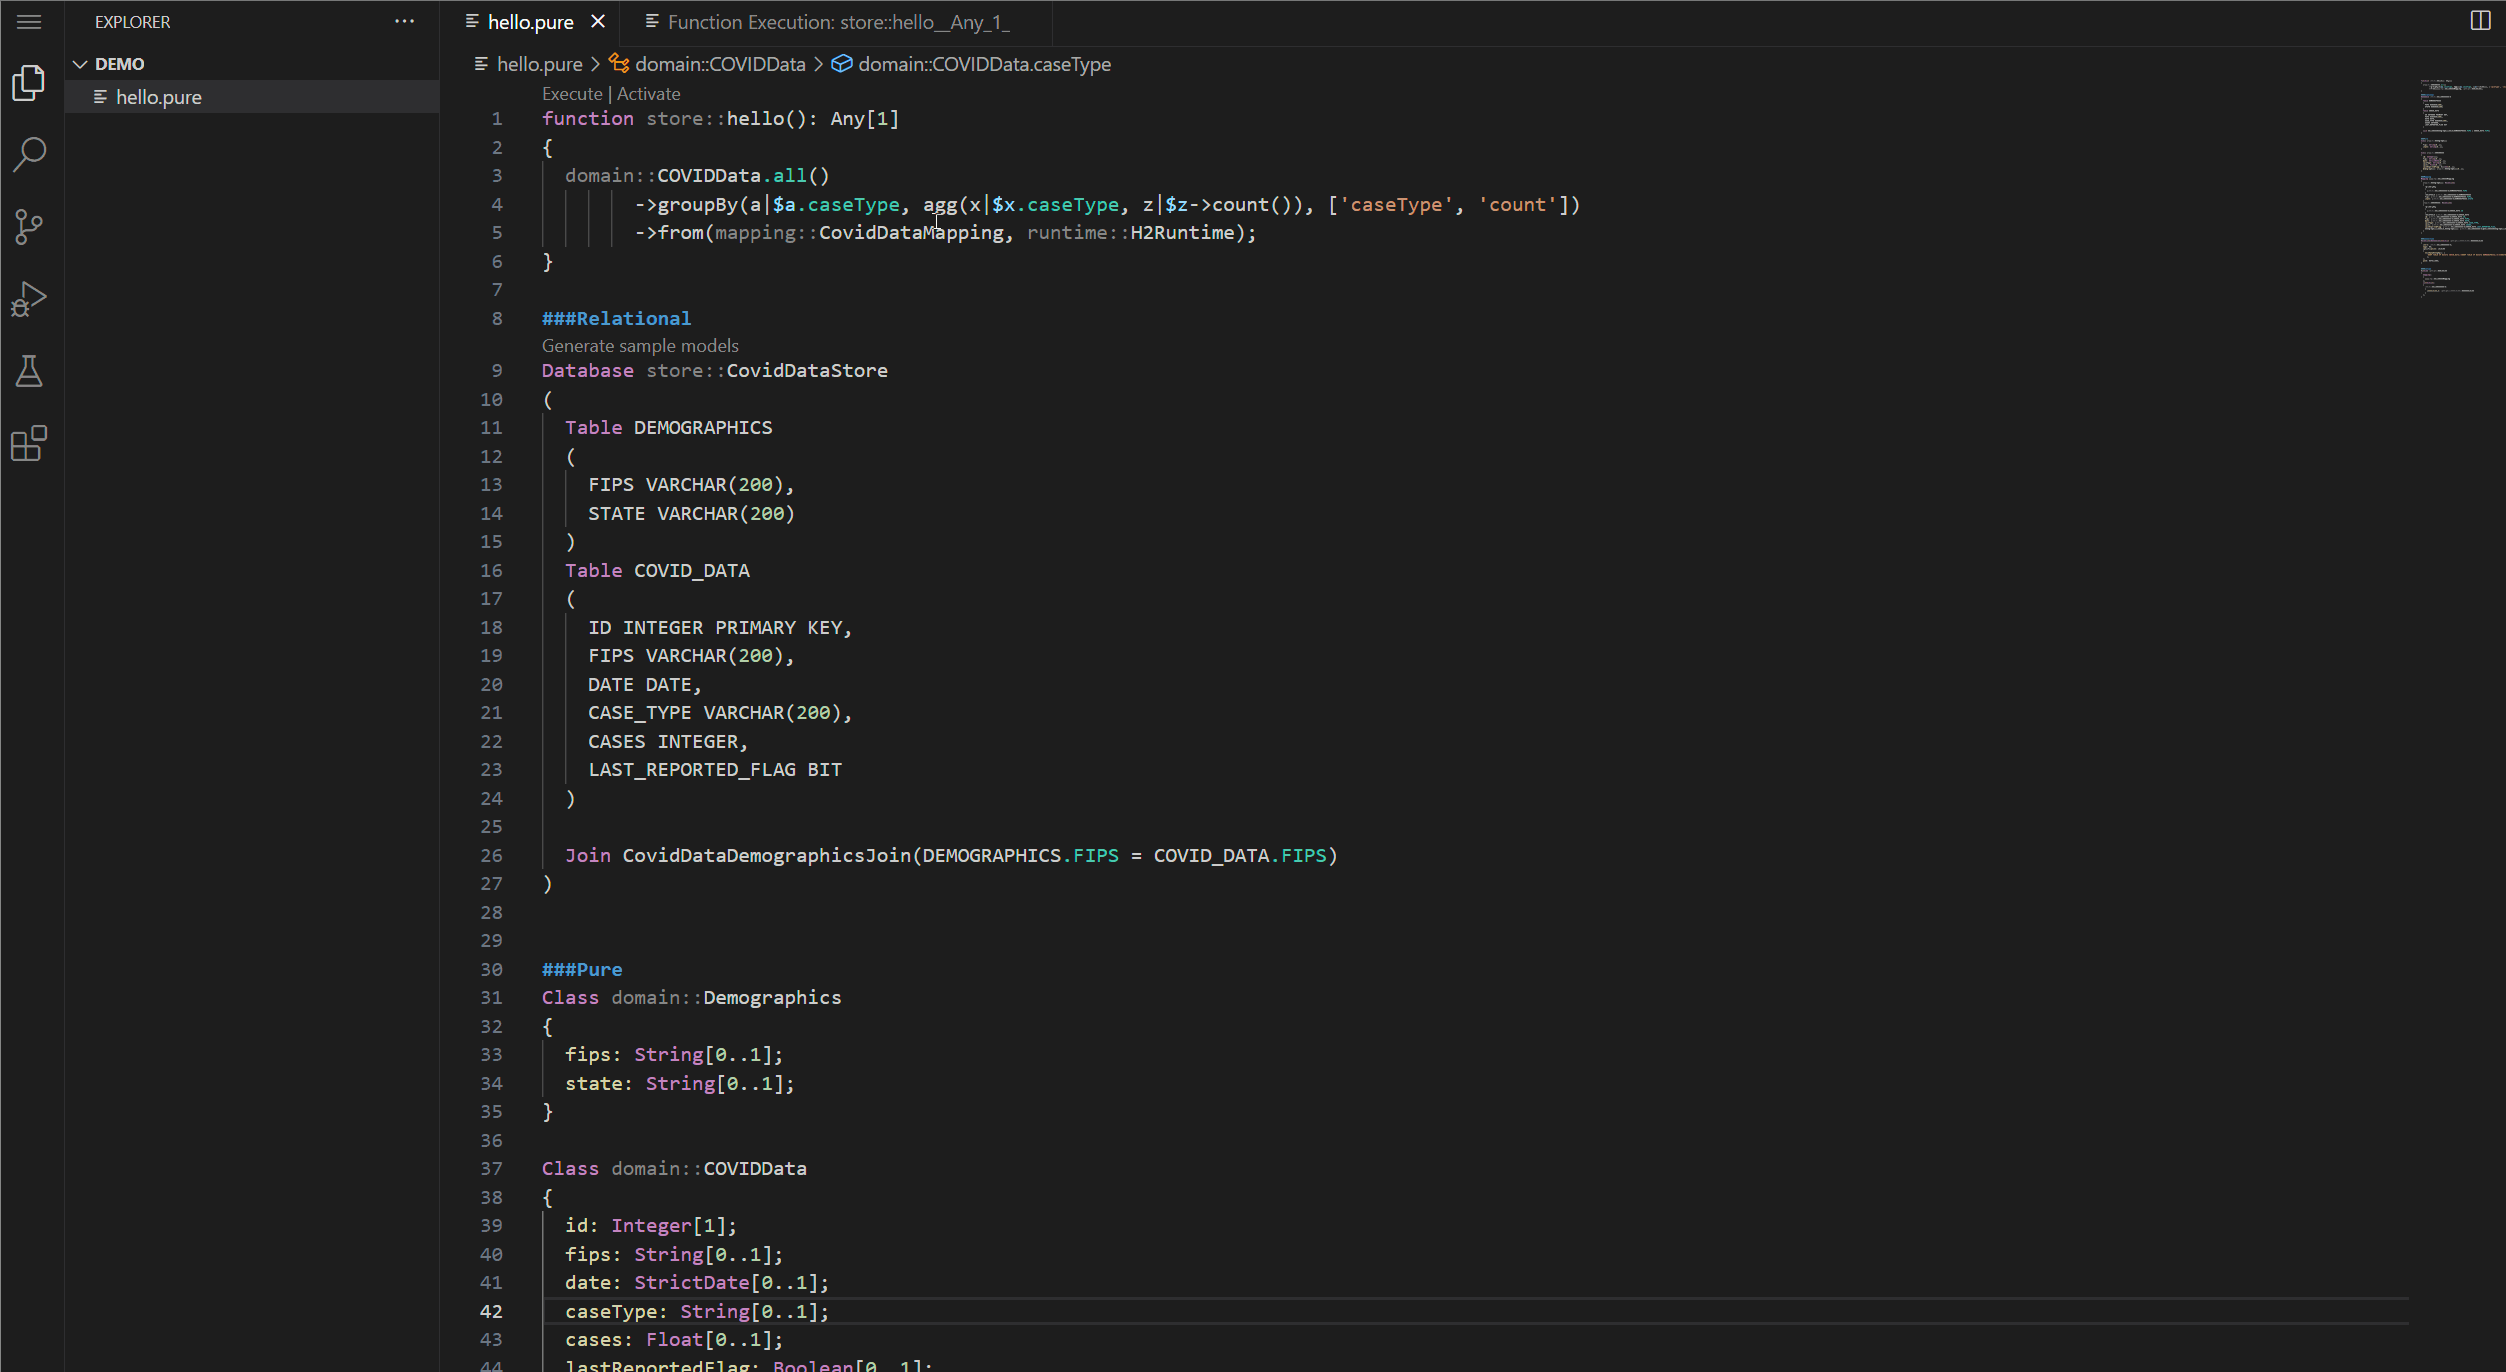 EXPLORER
DEMO
hello.pure
hello.pure
Function Execution: store::hello__Any_1_
hello.pure > domain::COVIDData > domain::COVIDData.caseType
Execute | Activate
1 function store::hello(): Any[1]
2 {
3 domain::COVIDData.all()
4 ->groupBy(a|$a.caseType, agg(x|$x.caseType, z|$z->count()), ['caseType', 'count'])
5 ->from(mapping::CovidDataMapping, runtime::H2Runtime);
6 }
7
8 ###Relational
Generate sample models
9 Database store::CovidDataStore
10 (
11 Table DEMOGRAPHICS
12 (
13 FIPS VARCHAR(200),
14 STATE VARCHAR(200)
15 )
16 Table COVID_DATA
17 (
18 ID INTEGER PRIMARY KEY,
19 FIPS VARCHAR(200),
20 DATE DATE,
21 CASE_TYPE VARCHAR(200),
22 CASES INTEGER,
23 LAST_REPORTED_FLAG BIT
24 )
25
26 Join CovidDataDemographicsJoin(DEMOGRAPHICS.FIPS = COVID_DATA.FIPS)
27 )
28
29
30 ###Pure
31 Class domain::Demographics
32 {
33 fips: String[0..1];
34 state: String[0..1];
35 }
36
37 Class domain::COVIDData
38 {
39 id: Integer[1];
40 fips: String[0..1];
41 date: StrictDate[0..1];
42 caseType: String[0..1];
43 cases: Float[0..1];
44 lastReportedFlag: Boolean[0..1];